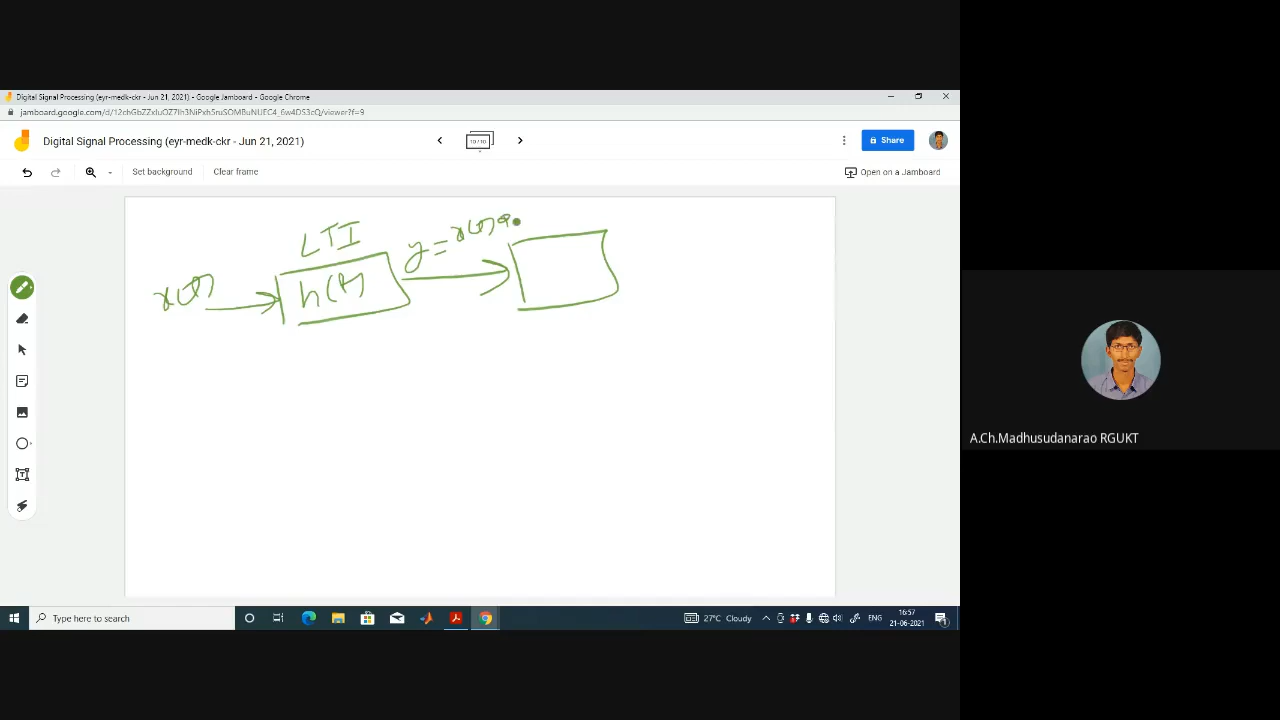 Digital Signal Processing (eyr-medk-ckr - Jun 21, 2021) - Google Jamboard - Google Chrome
Digital Signal Processing (eyr-medk-ckr - Jun 21, 2021)
10 / 10
Share
Set background
Clear frame
Open on a Jamboard
LTI
y = x(t)
x(t)
h(t)
A.Ch.Madhusudanarao RGUKT
Type here to search
27°C Cloudy
ENG
16:57
21-06-2021